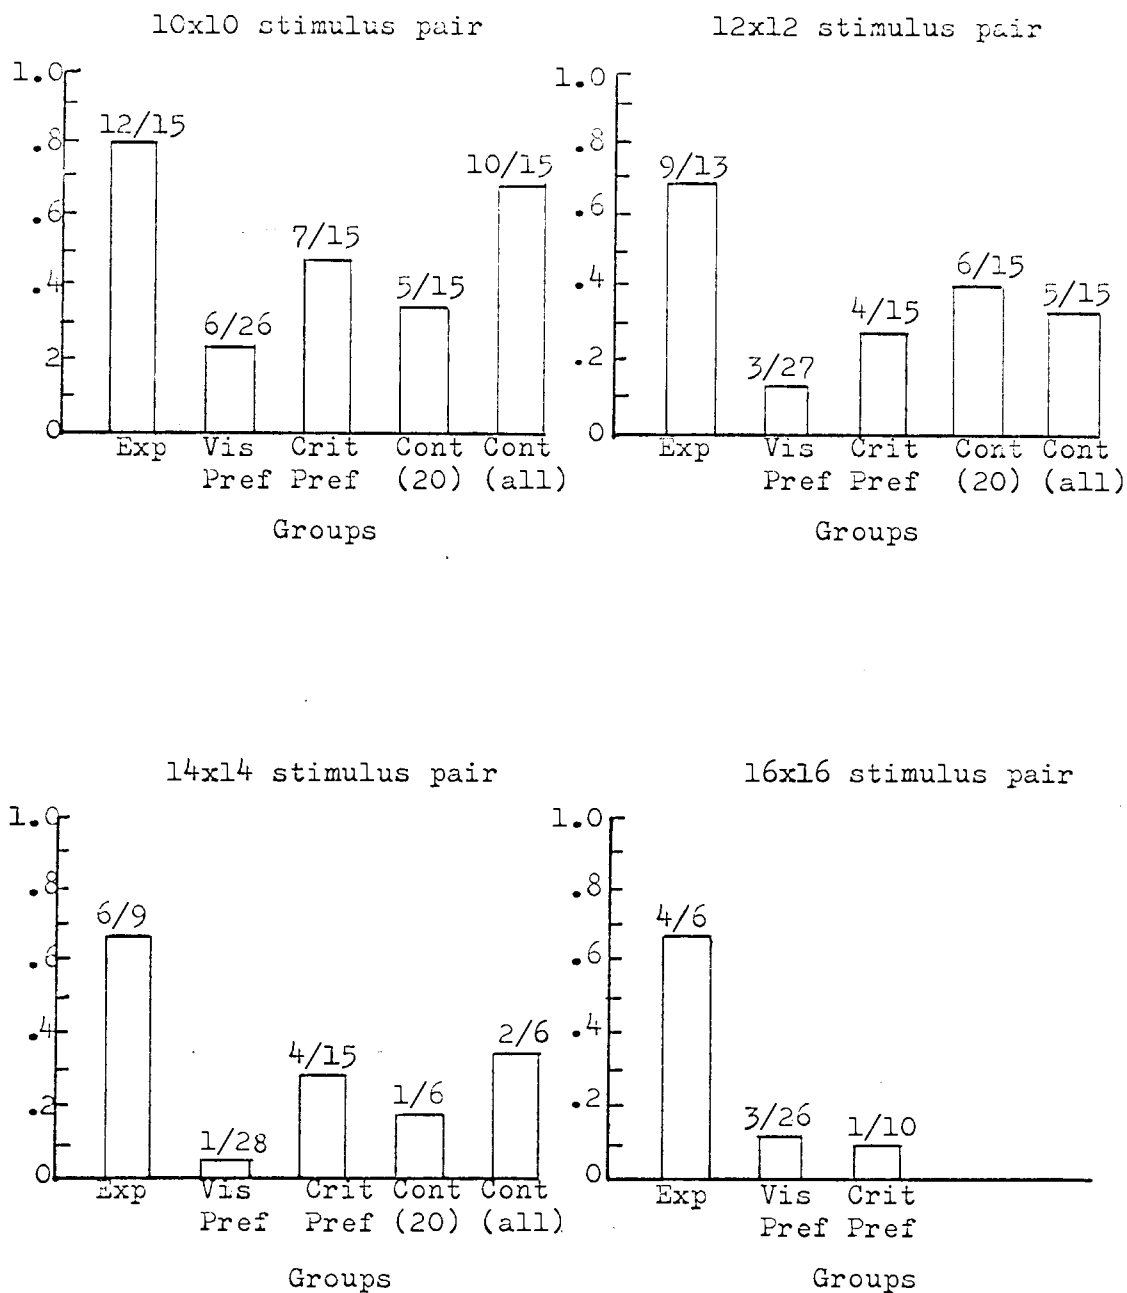 10x10 stimulus pair
1.0
.8
.6
.4
.2
0
12/15
6/26
7/15
5/15
10/15
Exp Vis Crit Cont Cont
Pref Pref (20) (all)
Groups
12x12 stimulus pair
1.0
.8
.6
.4
.2
0
9/13
3/27
4/15
6/15
5/15
Exp Vis Crit Cont Cont
Pref Pref (20) (all)
Groups
14x14 stimulus pair
1.0
.8
.6
.4
.2
0
6/9
1/28
4/15
1/6
2/6
Exp Vis Crit Cont Cont
Pref Pref (20) (all)
Groups
16x16 stimulus pair
1.0
.8
.6
.4
.2
0
4/6
3/26
1/10
Exp Vis Crit
Pref Pref
Groups